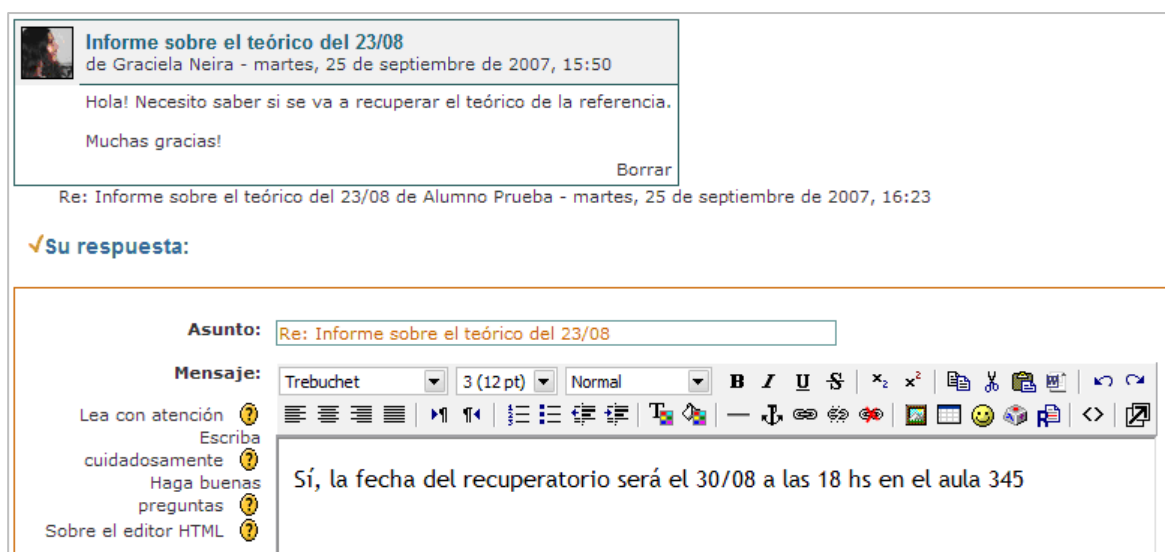 Informe sobre el teórico del 23/08
de Graciela Neira - martes, 25 de septiembre de 2007, 15:50
Hola! Necesito saber si se va a recuperar el teórico de la referencia.
Muchas gracias!
Borrar
Re: Informe sobre el teórico del 23/08 de Alumno Prueba - martes, 25 de septiembre de 2007, 16:23
Su respuesta:
Asunto: Re: Informe sobre el teórico del 23/08
Mensaje:
Trebuchet 3 (12 pt) Normal B I U S x₂ x²
Lea con atención
Escriba
cuidadosamente
Haga buenas
preguntas
Sobre el editor HTML
Sí, la fecha del recuperatorio será el 30/08 a las 18 hs en el aula 345